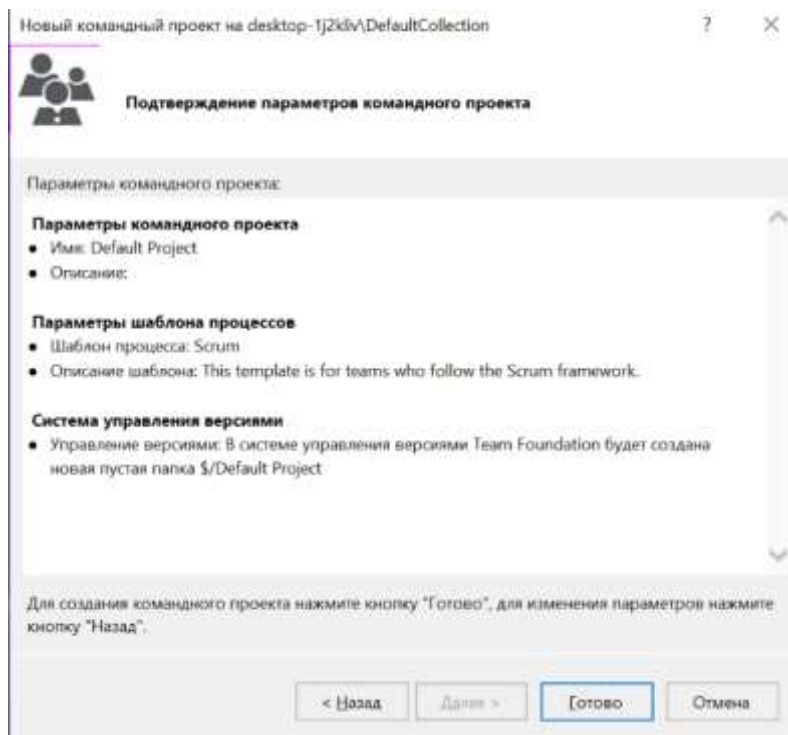 Новый командный проект на desktop-1j2kliv\DefaultCollection ? ×
Подтверждение параметров командного проекта
Параметры командного проекта:
Параметры командного проекта
• Имя: Default Project
• Описание:
Параметры шаблона процессов
• Шаблон процесса: Scrum
• Описание шаблона: This template is for teams who follow the Scrum framework.
Система управления версиями
• Управление версиями: В системе управления версиями Team Foundation будет создана
новая пустая папка $/Default Project
Для создания командного проекта нажмите кнопку "Готово", для изменения параметров нажмите
кнопку "Назад".
< Назад Далее > Готово Отмена